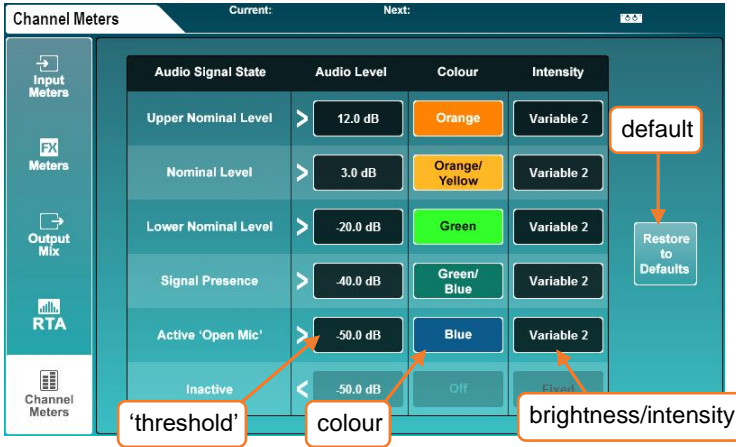 Channel Meters
Current:
Next:
Input
Meters
FX
Meters
Output
Mix
RTA
Channel
Meters
Audio Signal State Audio Level Colour Intensity
Upper Nominal Level > 12.0 dB Orange Variable 2
Nominal Level > 3.0 dB Orange/
Yellow Variable 2
Lower Nominal Level > -20.0 dB Green Variable 2
Signal Presence > -40.0 dB Green/
Blue Variable 2
Active ‘Open Mic’ > -50.0 dB Blue Variable 2
Inactive < -50.0 dB Off Fixed
default
Restore
to
Defaults
‘threshold’
colour
brightness/intensity